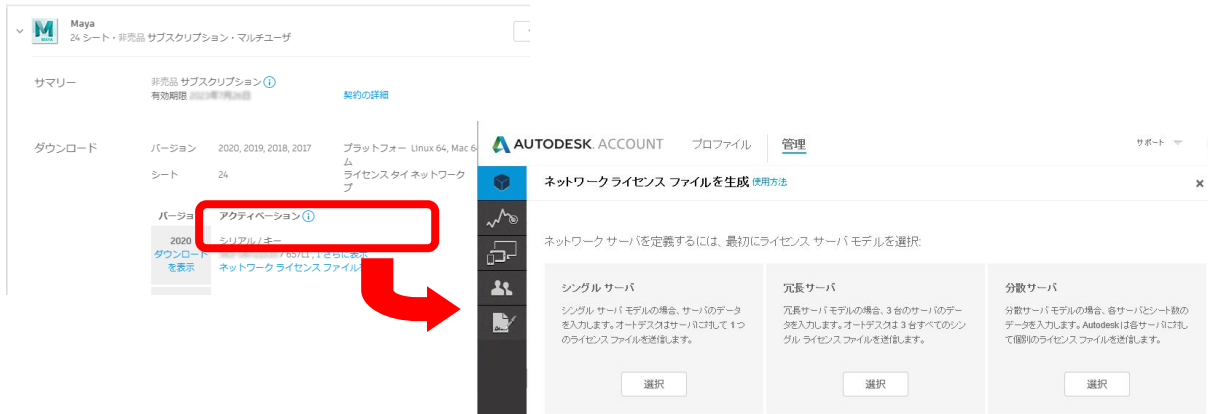 Maya
24 シート・非売品 サブスクリプション・マルチユーザ
サマリー
非売品 サブスクリプション
有効期限
契約の詳細
ダウンロード
バージョン 2020, 2019, 2018, 2017
プラットフォー Linux 64, Mac 6
ム
シート 24
ライセンス タイ ネットワーク
プ
バージョ
アクティベーション
2020
ダウンロード
を表示
シリアル / キー
/ 657L1 , 1 さらに表示
ネットワーク ライセンス ファイル
AUTODESK. ACCOUNT
プロファイル
管理
サポート
ネットワーク ライセンス ファイルを生成 使用方法
ネットワーク サーバを定義するには、最初にライセンス サーバ モデルを選択:
シングル サーバ
シングル サーバ モデルの場合、サーバのデータ
を入力します。オートデスクはサーバに対して 1 つ
のライセンス ファイルを送信します。
選択
冗長サーバ
冗長サーバ モデルの場合、3 台のサーバのデー
タを入力します。オートデスクは 3 台すべてのシン
グル ライセンス ファイルを送信します。
選択
分散サーバ
分散サーバ モデルの場合、各サーバとシート数の
データを入力します。Autodesk は各サーバに対し
て個別のライセンス ファイルを送信します。
選択